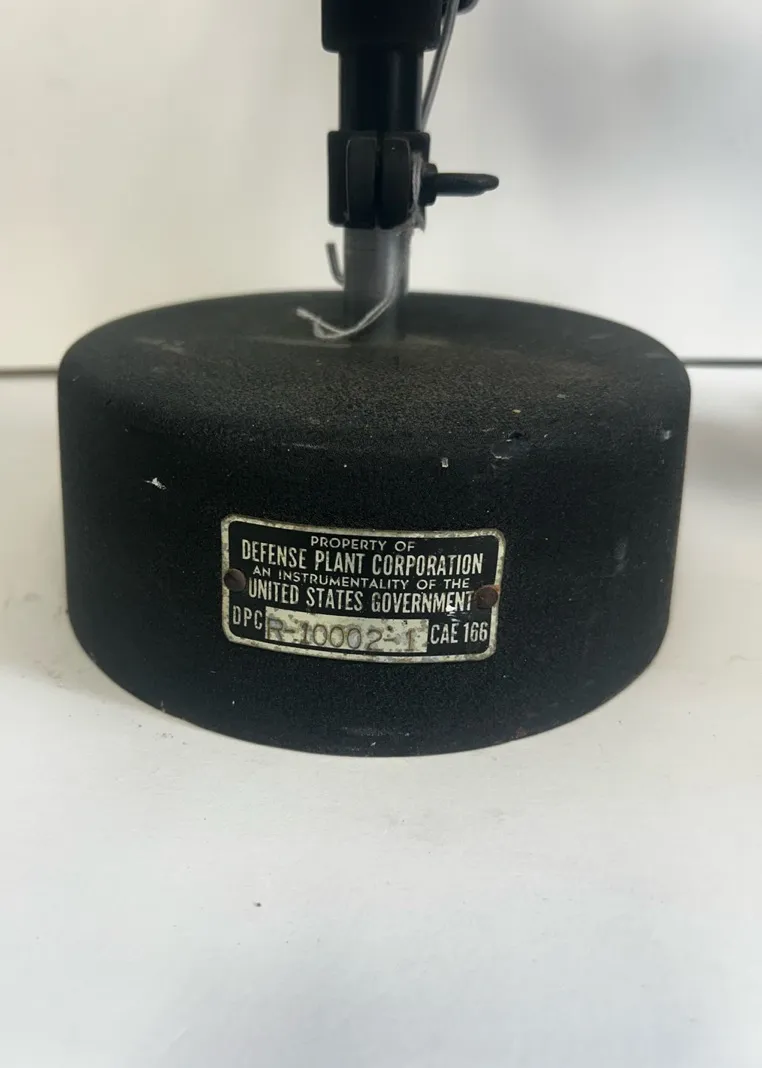 PROPERTY OF
DEFENSE PLANT CORPORATION
AN INSTRUMENTALITY OF THE
UNITED STATES GOVERNMENT
DPC R-10002-1 CAE 166